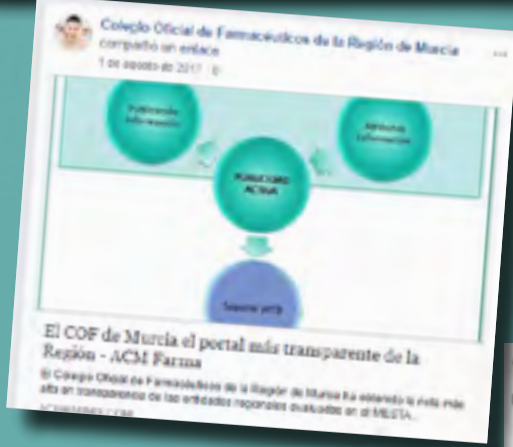 Colegio Oficial de Farmacéuticos de la Región de Murcia
compartió un enlace
1 de agosto de 2017
Información
Información
PUBLICIDAD
ACTIVA
El COF de Murcia el portal más transparente de la
Región - ACM Farma
El Colegio Oficial de Farmacéuticos de la Región de Murcia ha obtenido la nota más
alta en transparencia de las entidades regionales evaluadas en el MESTA...